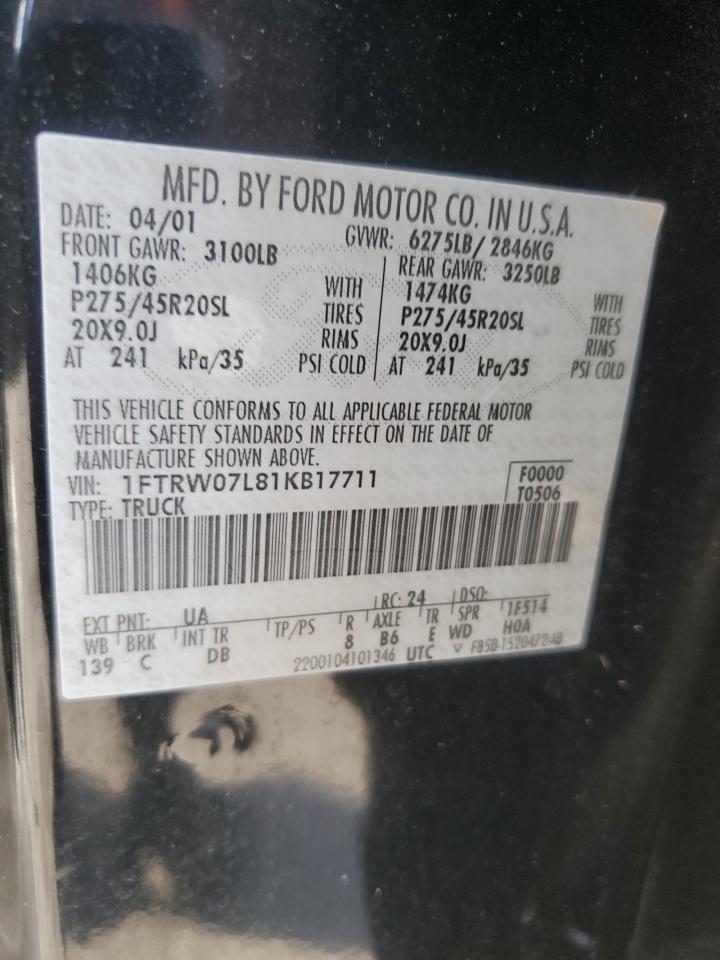 MFD. BY FORD MOTOR CO. IN U.S.A.
DATE: 04/01 GVWR: 6275LB/ 2846KG
FRONT GAWR: 3100LB REAR GAWR: 3250LB
1406KG WITH 1474KG WITH
P275/45R20SL TIRES P275/45R20SL TIRES
20X9.0J RIMS 20X9.0J RIMS
AT 241 kPa/35 PSI COLD AT 241 kPa/35 PSI COLD
THIS VEHICLE CONFORMS TO ALL APPLICABLE FEDERAL MOTOR
VEHICLE SAFETY STANDARDS IN EFFECT ON THE DATE OF
MANUFACTURE SHOWN ABOVE.
VIN: 1FTRW07L81KB17711 F0000
TYPE: TRUCK T0506
EXT PNT: UA RC: 24 DSO:
WB BRK INT TR TP/PS R AXLE TR SPR 1F514
139 C DB 8 B6 E WD H0A
2200104101346 UTC